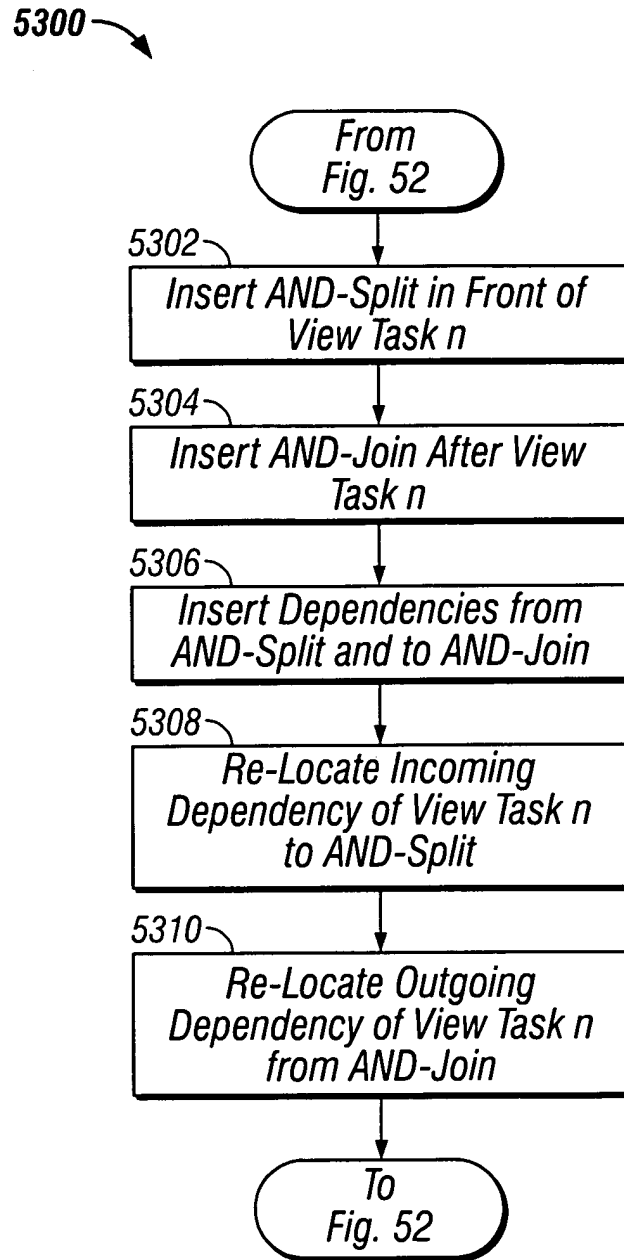 5300
From
Fig. 52
5302
Insert AND-Split in Front of
View Task n
5304
Insert AND-Join After View
Task n
5306
Insert Dependencies from
AND-Split and to AND-Join
5308
Re-Locate Incoming
Dependency of View Task n
to AND-Split
5310
Re-Locate Outgoing
Dependency of View Task n
from AND-Join
To
Fig. 52